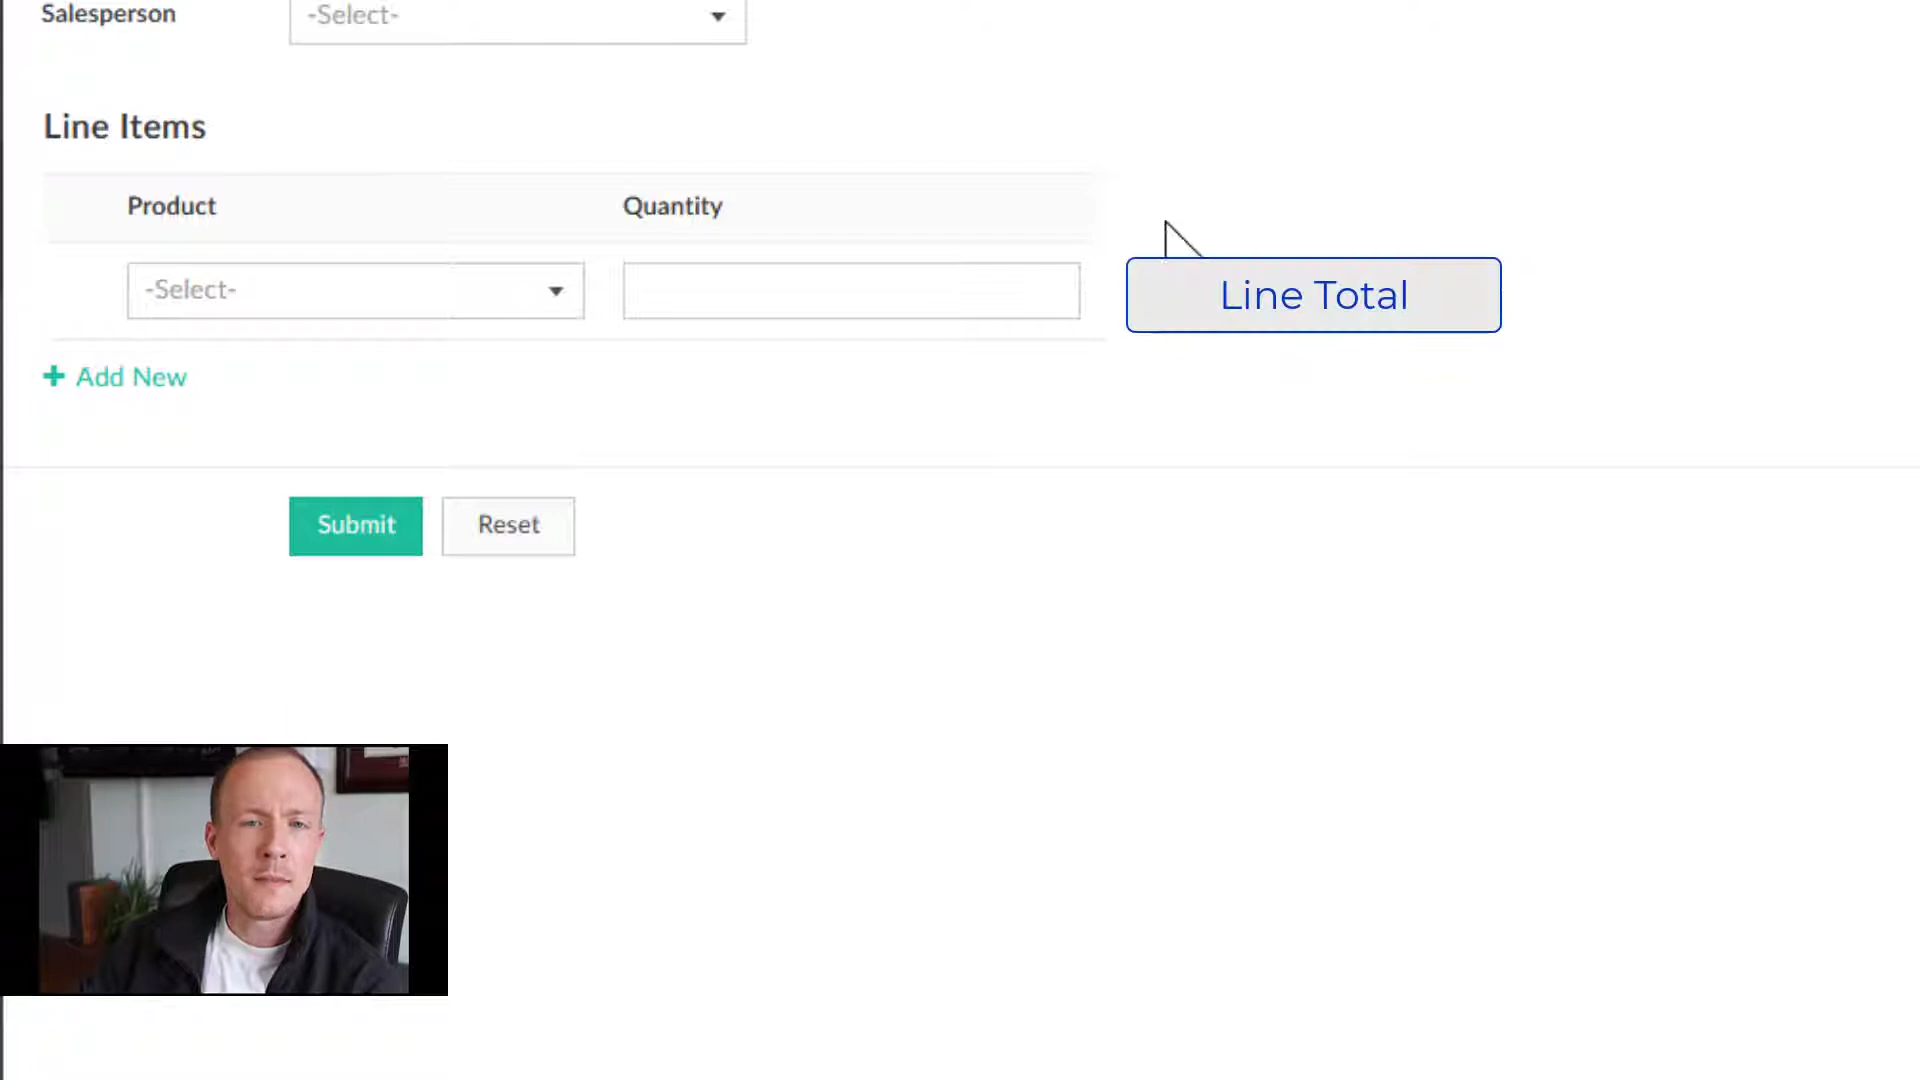 Salesperson -Select-
Line Items
Product Quantity
-Select- Line Total
+ Add New
Submit Reset